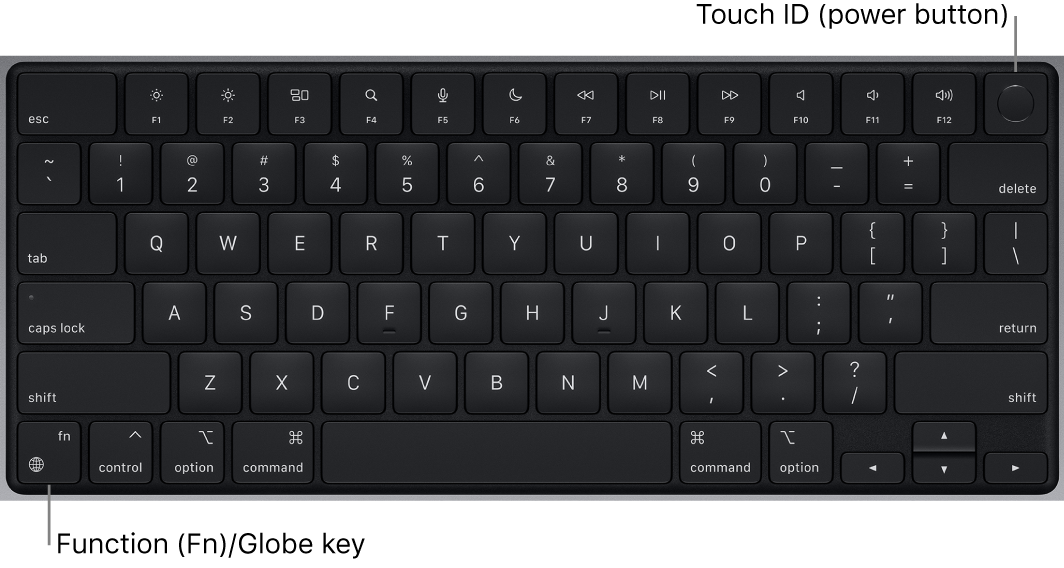 Touch ID (power button)
esc F1 F2 F3 F4 F5 F6 F7 F8 F9 F10 F11 F12
~ ! @ # $ % ^ & * ( ) _ +
` 1 2 3 4 5 6 7 8 9 0 - = delete
tab Q W E R T Y U I O P { } |
[ ] \
caps lock A S D F G H J K L : "
; ' return
shift Z X C V B N M < > ? shift
, . /
fn ^ ⌥ ⌘ ⌘ ⌥ ▲
control option command command option ◄ ▼ ►
Function (Fn)/Globe key